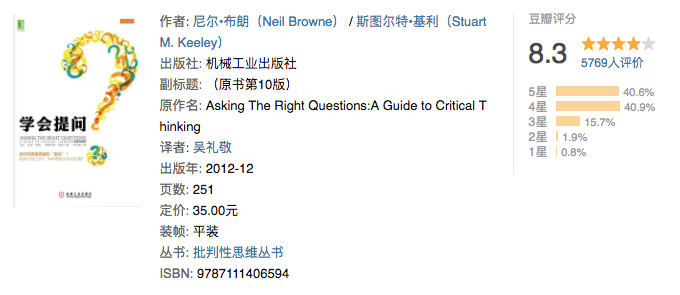 学会提问
ASKING THE RIGHT QUESTIONS
作者: 尼尔•布朗（Neil Browne） / 斯图尔特•基利（Stuart
M. Keeley）
出版社: 机械工业出版社
副标题: （原书第10版）
原作名: Asking The Right Questions:A Guide to Critical T
hinking
译者: 吴礼敬
出版年: 2012-12
页数: 251
定价: 35.00元
装帧: 平装
丛书: 批判性思维丛书
ISBN: 9787111406594
豆瓣评分
8.3
5769人评价
5星 40.6%
4星 40.9%
3星 15.7%
2星 1.9%
1星 0.8%